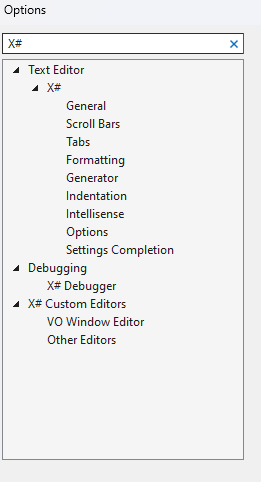 Options
X#
Text Editor
X#
General
Scroll Bars
Tabs
Formatting
Generator
Indentation
Intellisense
Options
Settings Completion
Debugging
X# Debugger
X# Custom Editors
VO Window Editor
Other Editors